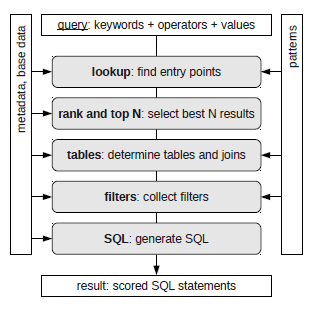 query: keywords + operators + values
metadata, base data
patterns
lookup: find entry points
rank and top N: select best N results
tables: determine tables and joins
filters: collect filters
SQL: generate SQL
result: scored SQL statements